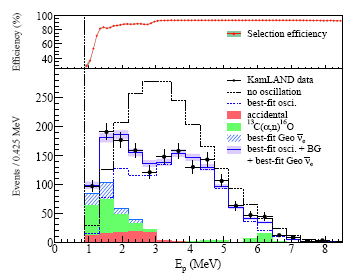 Efficiency (%)
100
80
60
40
Selection efficiency
Events / 0.425 MeV
250
200
150
100
50
0
KamLAND data
no oscillation
best-fit osci.
accidental
¹³C(α,n)¹⁶O
best-fit Geo ν̅ₑ
best-fit osci. + BG
+ best-fit Geo ν̅ₑ
0 1 2 3 4 5 6 7 8
Eₚ (MeV)